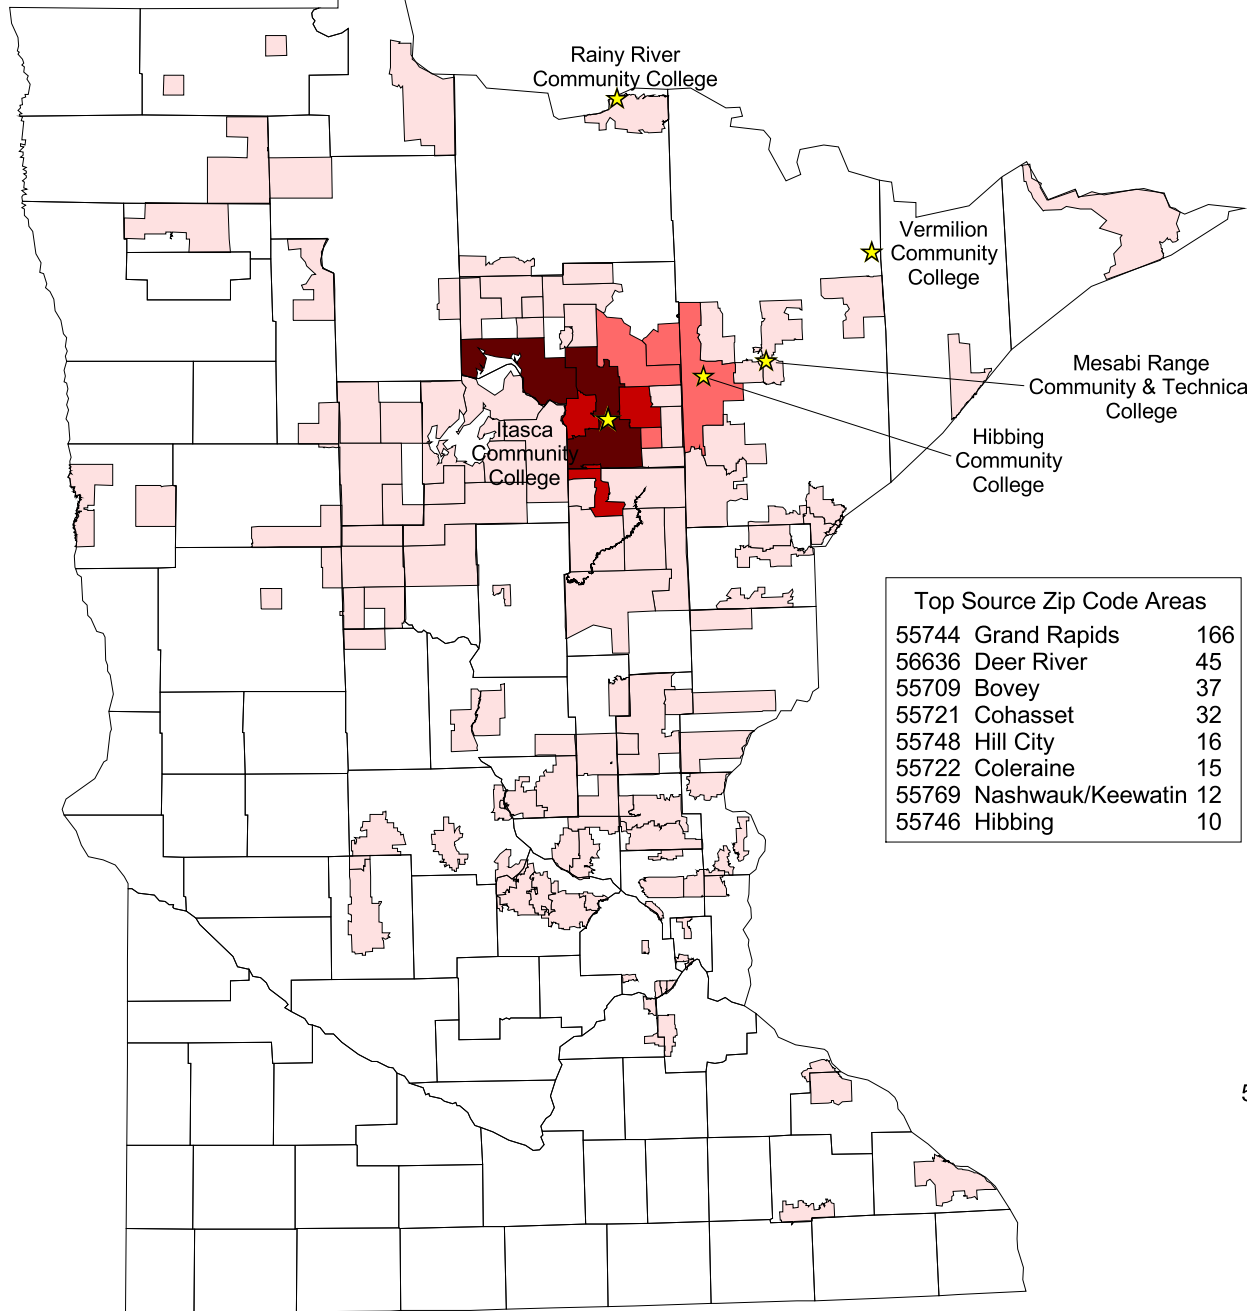 Rainy River
Community College
Vermilion
Community
College
Mesabi Range
Community & Technica
College
Hibbing
Community
College
Itasca
Community
College
Top Source Zip Code Areas
55744 Grand Rapids 166
56636 Deer River 45
55709 Bovey 37
55721 Cohasset 32
55748 Hill City 16
55722 Coleraine 15
55769 Nashwauk/Keewatin 12
55746 Hibbing 10
5